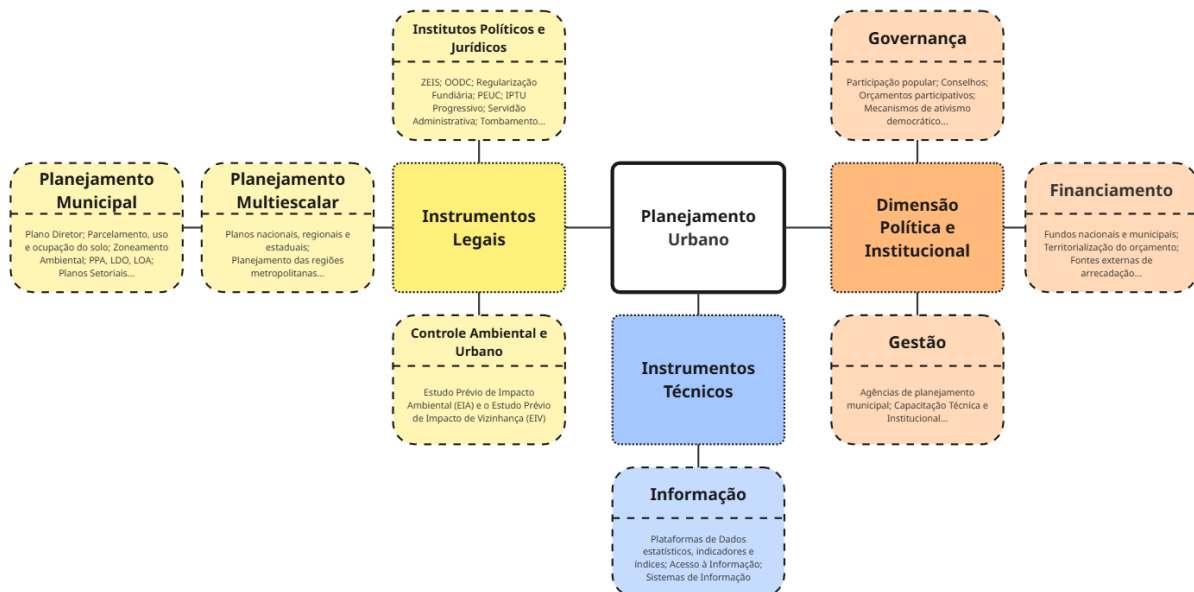 Institutos Políticos e
Jurídicos
ZEIS; OODC; Regularização
Fundiária; PEUC; IPTU
Progressivo; Servidão
Administrativa; Tombamento...
Governança
Participação popular; Conselhos;
Orçamentos participativos;
Mecanismos de ativismo
democrático...
Planejamento
Municipal
Plano Diretor; Parcelamento, uso
e ocupação do solo; Zoneamento
Ambiental; PPA, LDO, LOA;
Planos Setoriais...
Planejamento
Multiescalar
Planos nacionais, regionais e
estaduais;
Planejamento das regiões
metropolitanas...
Instrumentos
Legais
Planejamento
Urbano
Dimensão
Política e
Institucional
Financiamento
Fundos nacionais e municipais;
Territorialização do orçamento;
Fontes externas de
arrecadação...
Controle Ambiental e
Urbano
Estudo Prévio de Impacto
Ambiental (EIA) e o Estudo Prévio
de Impacto de Vizinhança (EIV)
Instrumentos
Técnicos
Gestão
Agências de planejamento
municipal; Capacitação Técnica e
Institucional...
Informação
Plataformas de Dados
estatísticos, indicadores e
índices; Acesso à Informação;
Sistemas de Informação